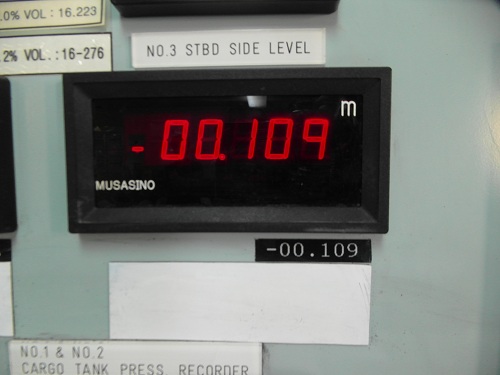 .0% VOL : 16.223
2% VOL.:16-276
NO.3 STBD SIDE LEVEL
m
-00.109
MUSASINO
-00.109
NO.1 & NO.2
CARGO TANK PRESS. RECORDER